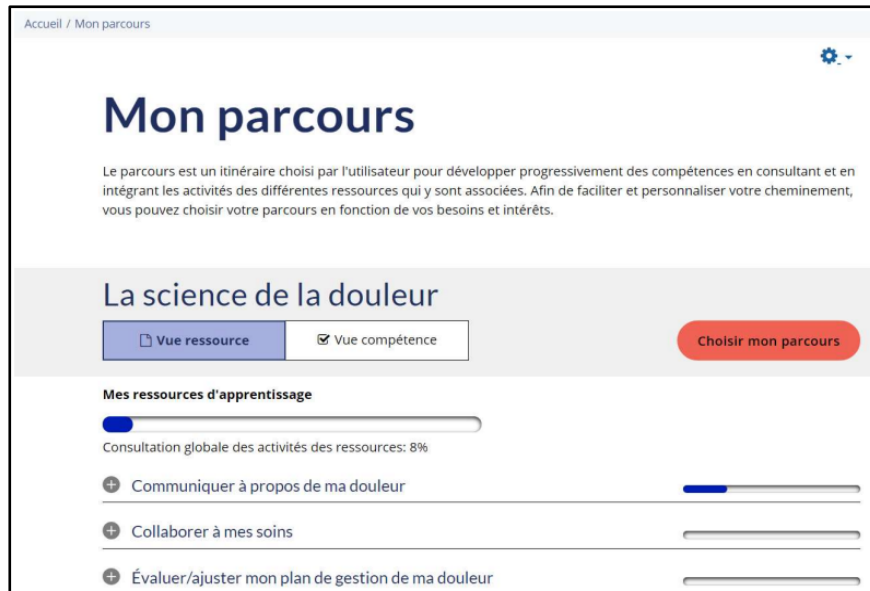 Accueil / Mon parcours
Mon parcours
Le parcours est un itinéraire choisi par l'utilisateur pour développer progressivement des compétences en consultant et en
intégrant les activités des différentes ressources qui y sont associées. Afin de faciliter et personnaliser votre cheminement,
vous pouvez choisir votre parcours en fonction de vos besoins et intérêts.
La science de la douleur
Vue ressource
Vue compétence
Choisir mon parcours
Mes ressources d'apprentissage
Consultation globale des activités des ressources: 8%
Communiquer à propos de ma douleur
Collaborer à mes soins
Évaluer/ajuster mon plan de gestion de ma douleur